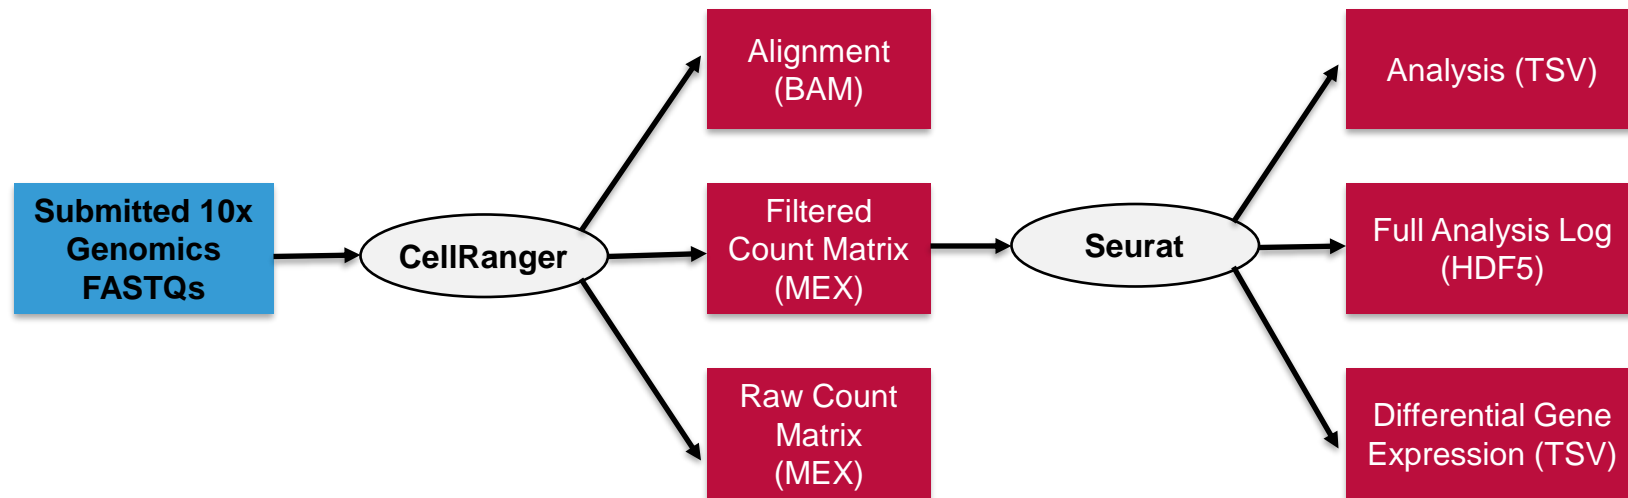 Submitted 10x
Genomics
FASTQs
CellRanger
Alignment
(BAM)
Filtered
Count Matrix
(MEX)
Raw Count
Matrix
(MEX)
Seurat
Analysis (TSV)
Full Analysis Log
(HDF5)
Differential Gene
Expression (TSV)